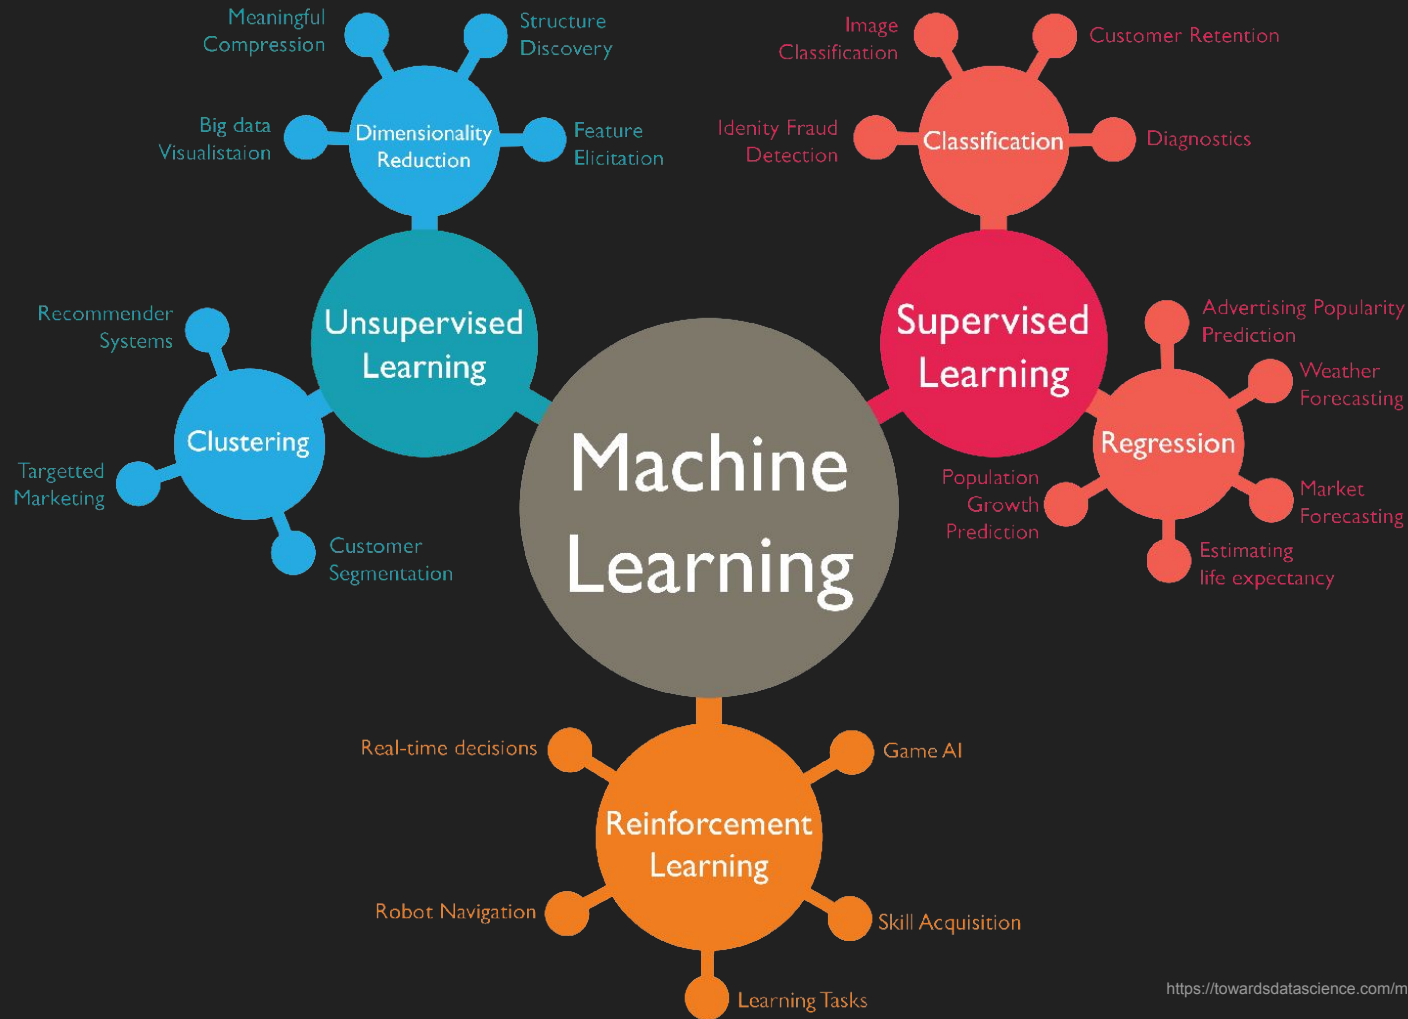 Meaningful
Compression
Structure
Discovery
Big data
Visualistaion
Dimensionality
Reduction
Feature
Elicitation
Image
Classification
Customer Retention
Idenity Fraud
Detection
Classification
Diagnostics
Unsupervised
Learning
Supervised
Learning
Recommender
Systems
Clustering
Targetted
Marketing
Customer
Segmentation
Machine
Learning
Advertising Popularity
Prediction
Weather
Forecasting
Regression
Population
Growth
Prediction
Market
Forecasting
Estimating
life expectancy
Real-time decisions
Game AI
Reinforcement
Learning
Robot Navigation
Skill Acquisition
Learning Tasks
https://towardsdatascience.com/m